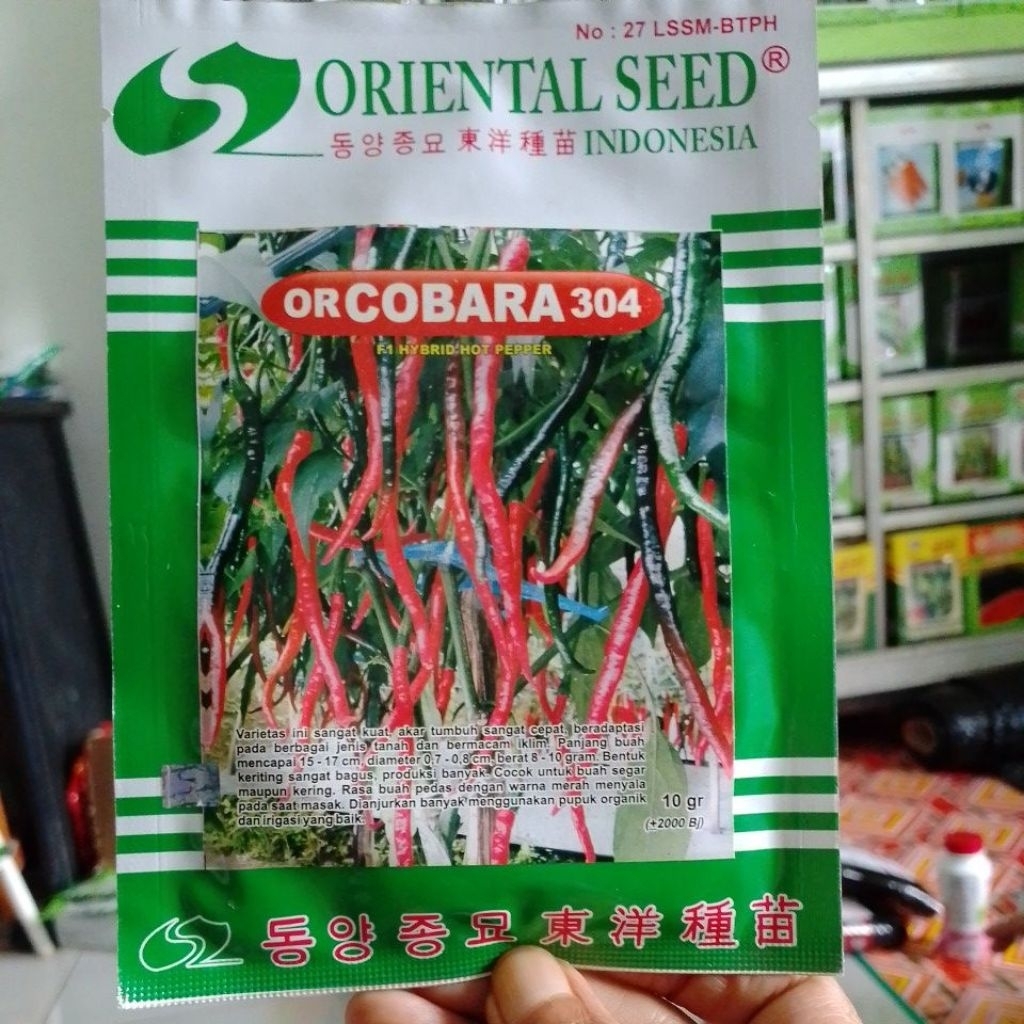 No : 27 LSSM-BTPH
ORIENTAL SEED®
동양종묘 東洋種苗 INDONESIA
OR COBARA 304
F1 HYBRID HOT PEPPER
Varietas ini sangat kuat, akar tumbuh sangat cepat, beradaptasi
pada berbagai jenis tanah dan bermacam iklim. Panjang buah
mencapai 15 - 17 cm, diameter 0,7 - 0,8 cm, berat 8 - 10 gram. Bentuk
keriting sangat bagus, produksi banyak. Cocok untuk buah segar
maupun kering. Rasa buah pedas dengan warna merah menyala
pada saat masak. Dianjurkan banyak menggunakan pupuk organik
dan irigasi yang baik.
10 gr
(±2000 Bj)
동양종묘 東洋種苗